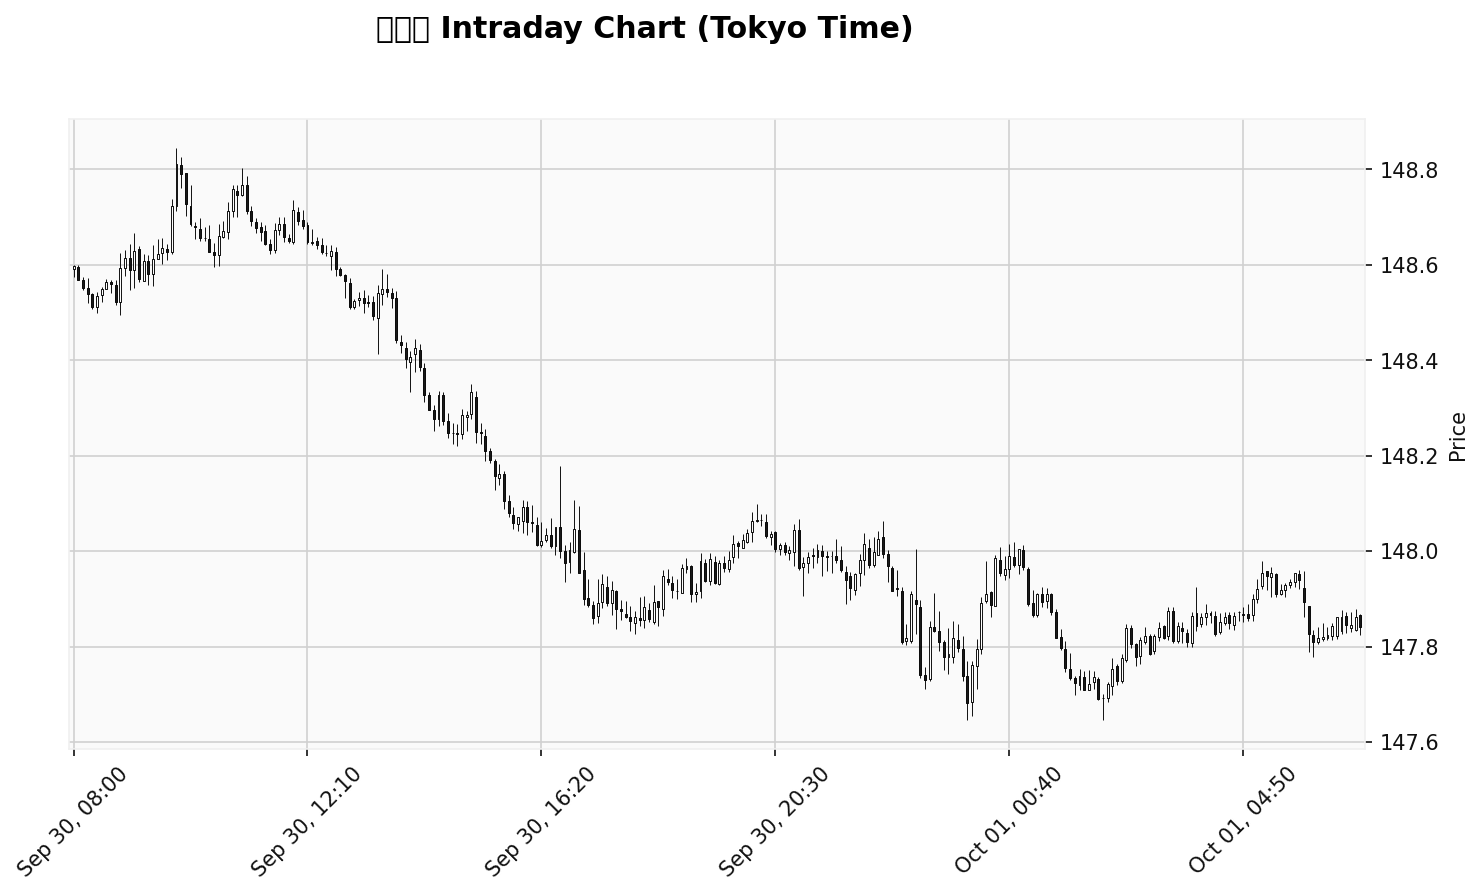 Intraday Chart (Tokyo Time)
148.8
148.6
148.4
148.2
148.0
147.8
147.6
Price
Sep 30, 08:00
Sep 30, 12:10
Sep 30, 16:20
Sep 30, 20:30
Oct 01, 00:40
Oct 01, 04:50